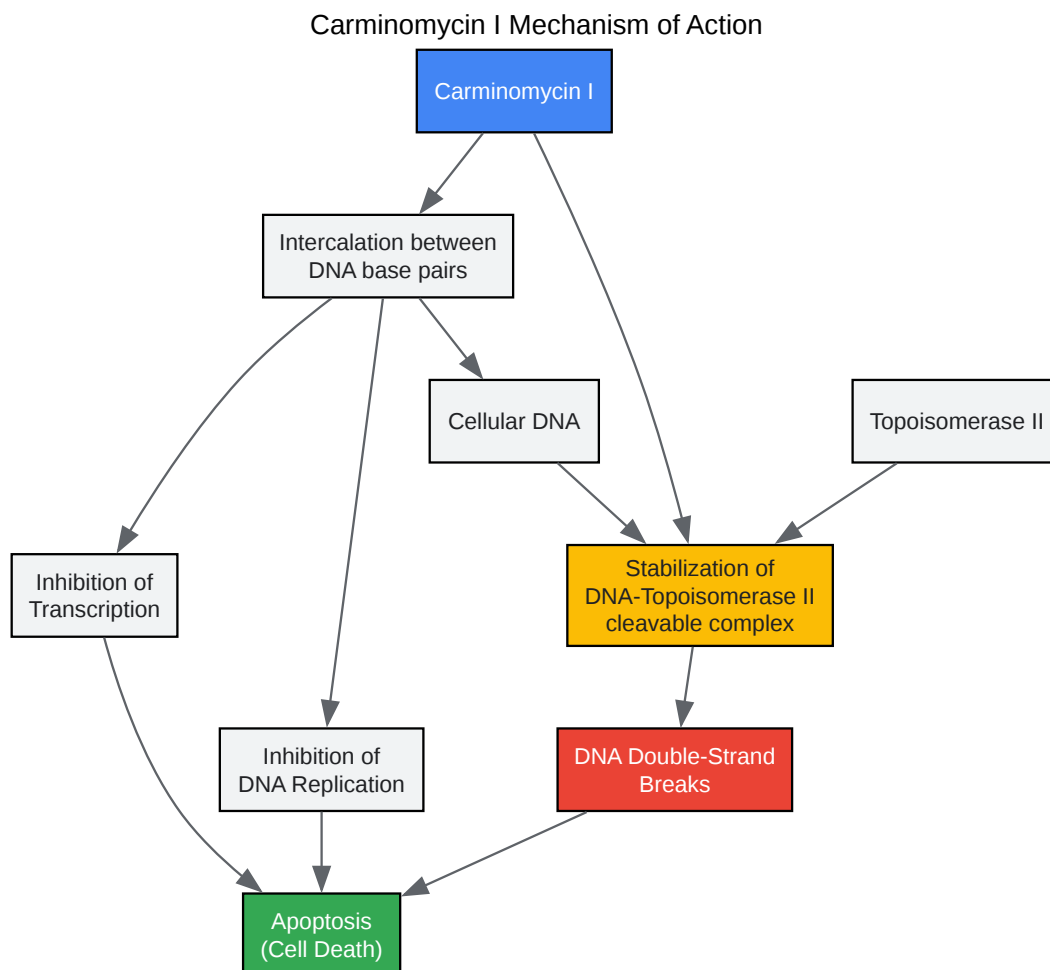 Carminomycin I Mechanism of Action
Carminomycin I
Intercalation between
DNA base pairs
Cellular DNA
Topoisomerase II
Inhibition of
Transcription
Stabilization of
DNA-Topoisomerase II
cleavable complex
Inhibition of
DNA Replication
DNA Double-Strand
Breaks
Apoptosis
(Cell Death)